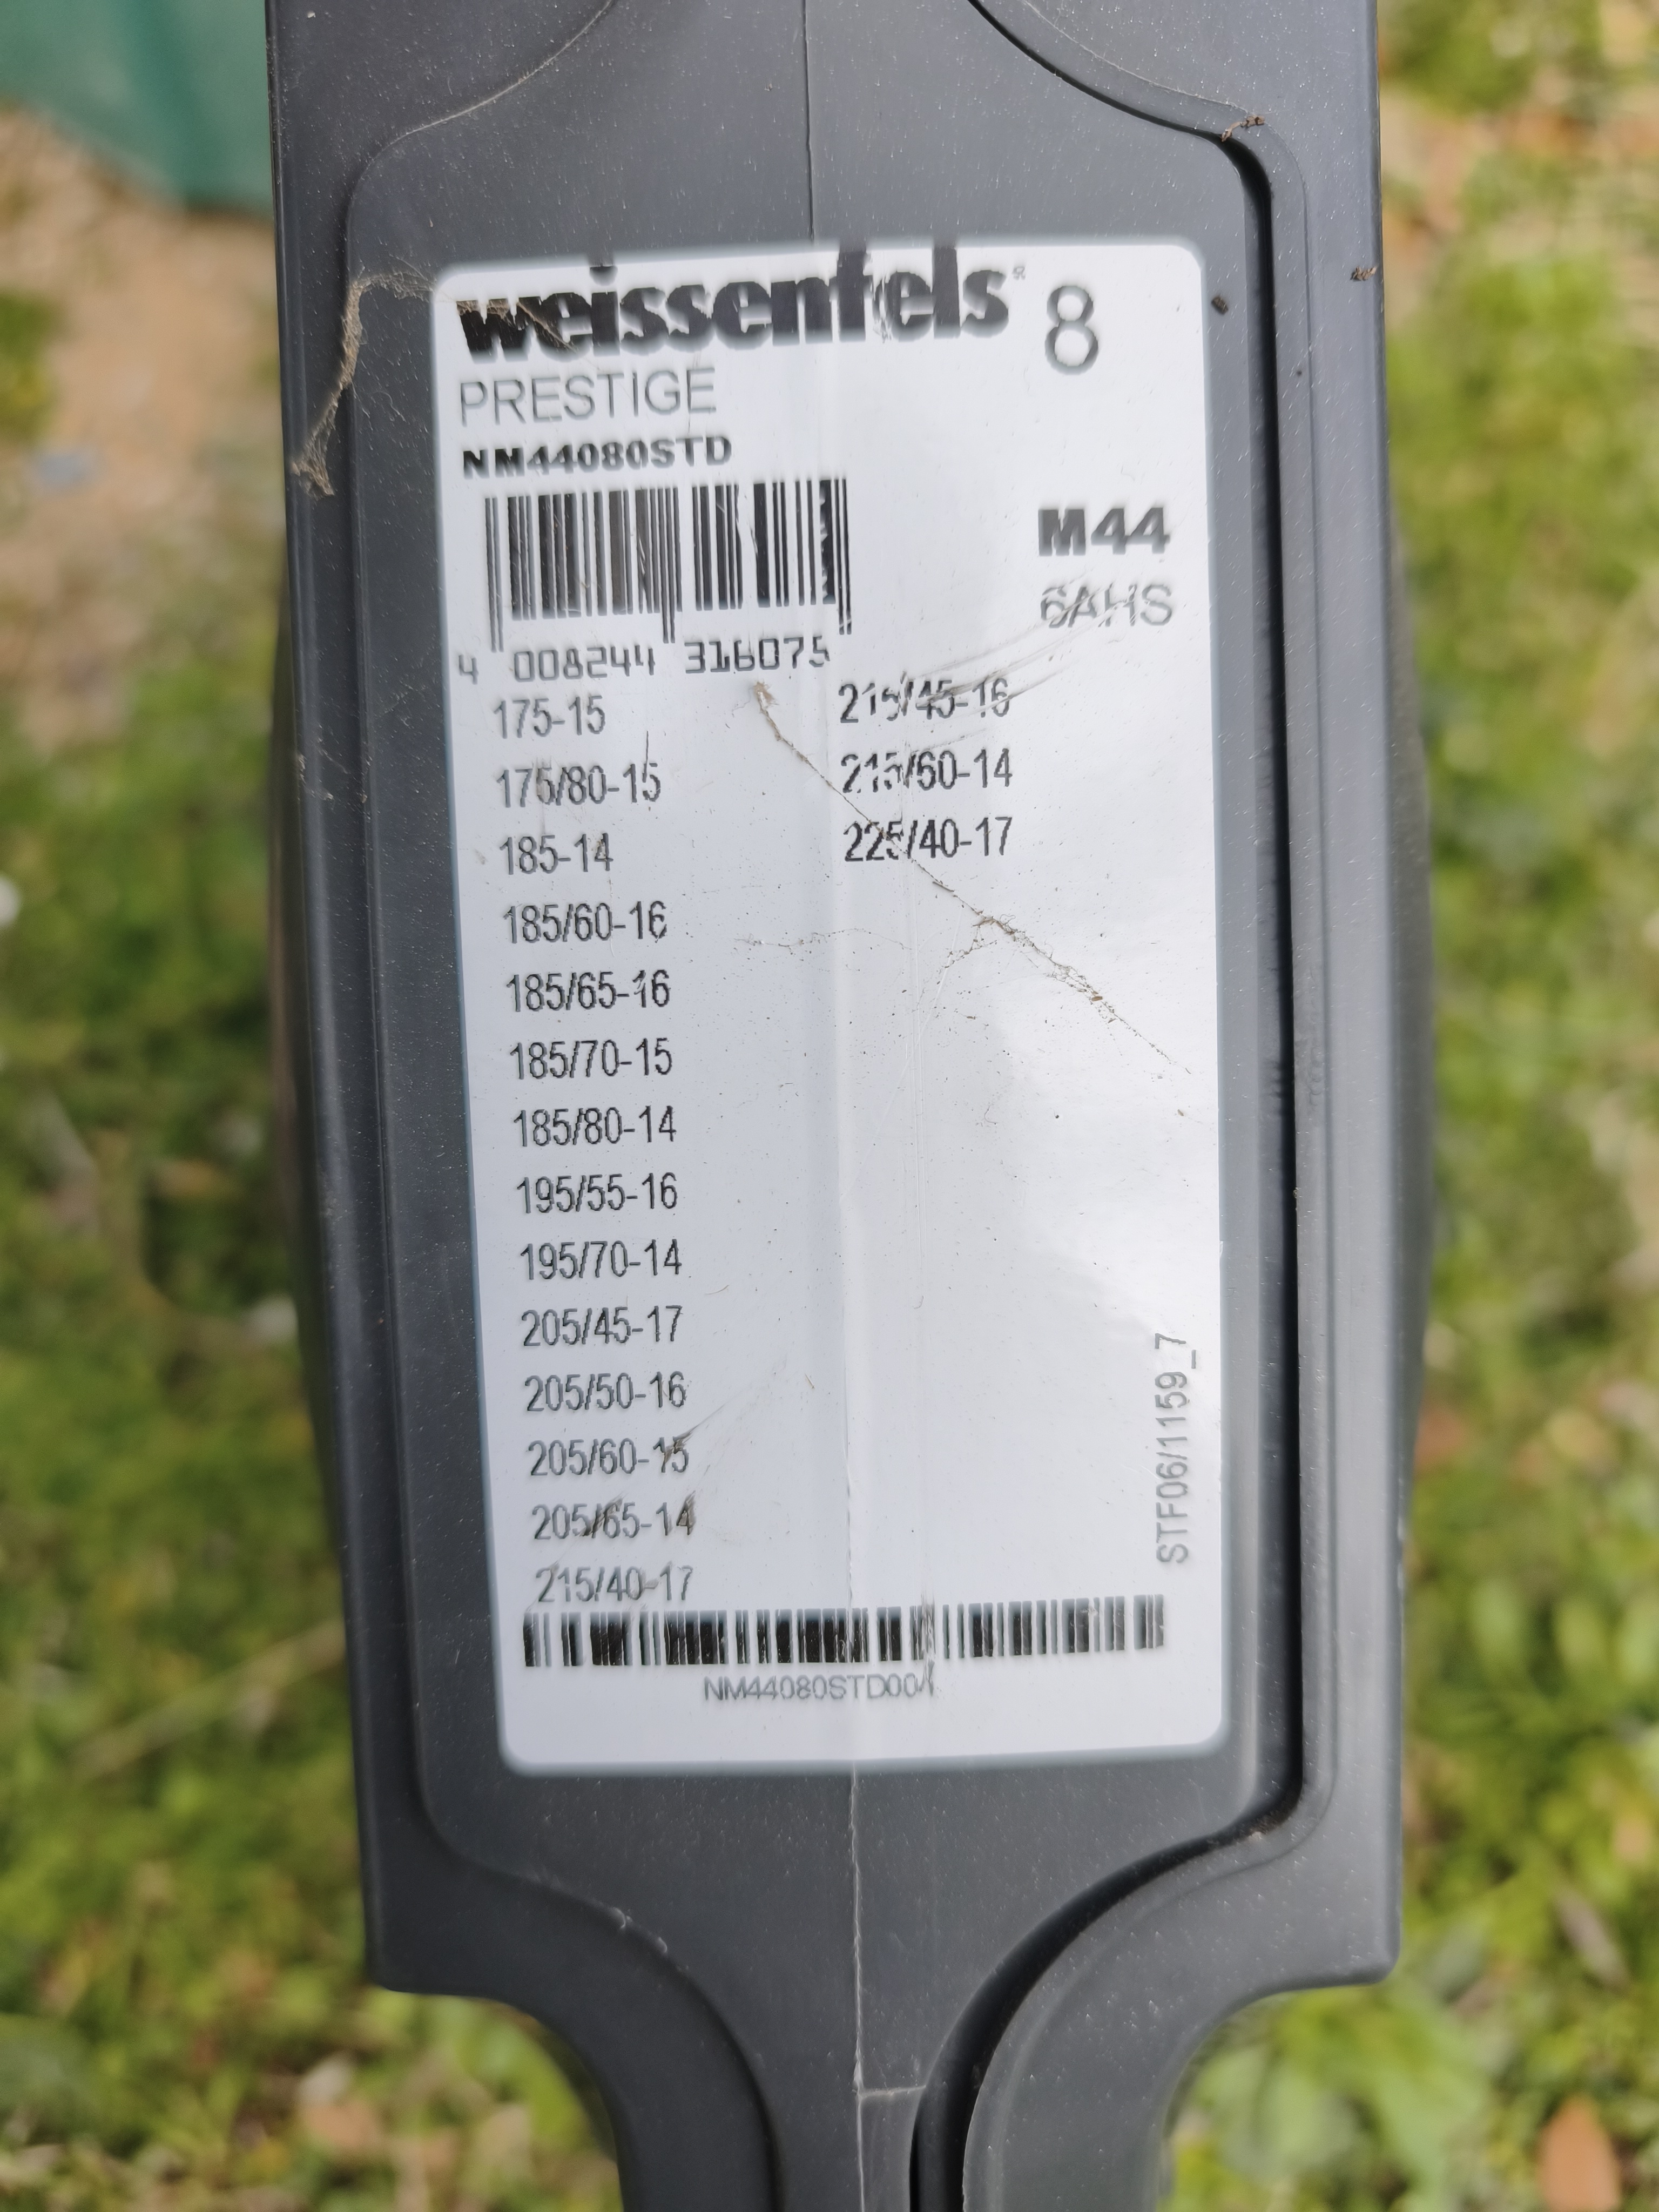 weissenfels® 8
PRESTIGE
NM44080STD
M44
6AHS
4 008244 316075
175-15
175/80-15
185-14
185/60-16
185/65-16
185/70-15
185/80-14
195/55-16
195/70-14
205/45-17
205/50-16
205/60-15
205/65-14
215/40-17
215/45-16
215/60-14
225/40-17
STF06/1159_7